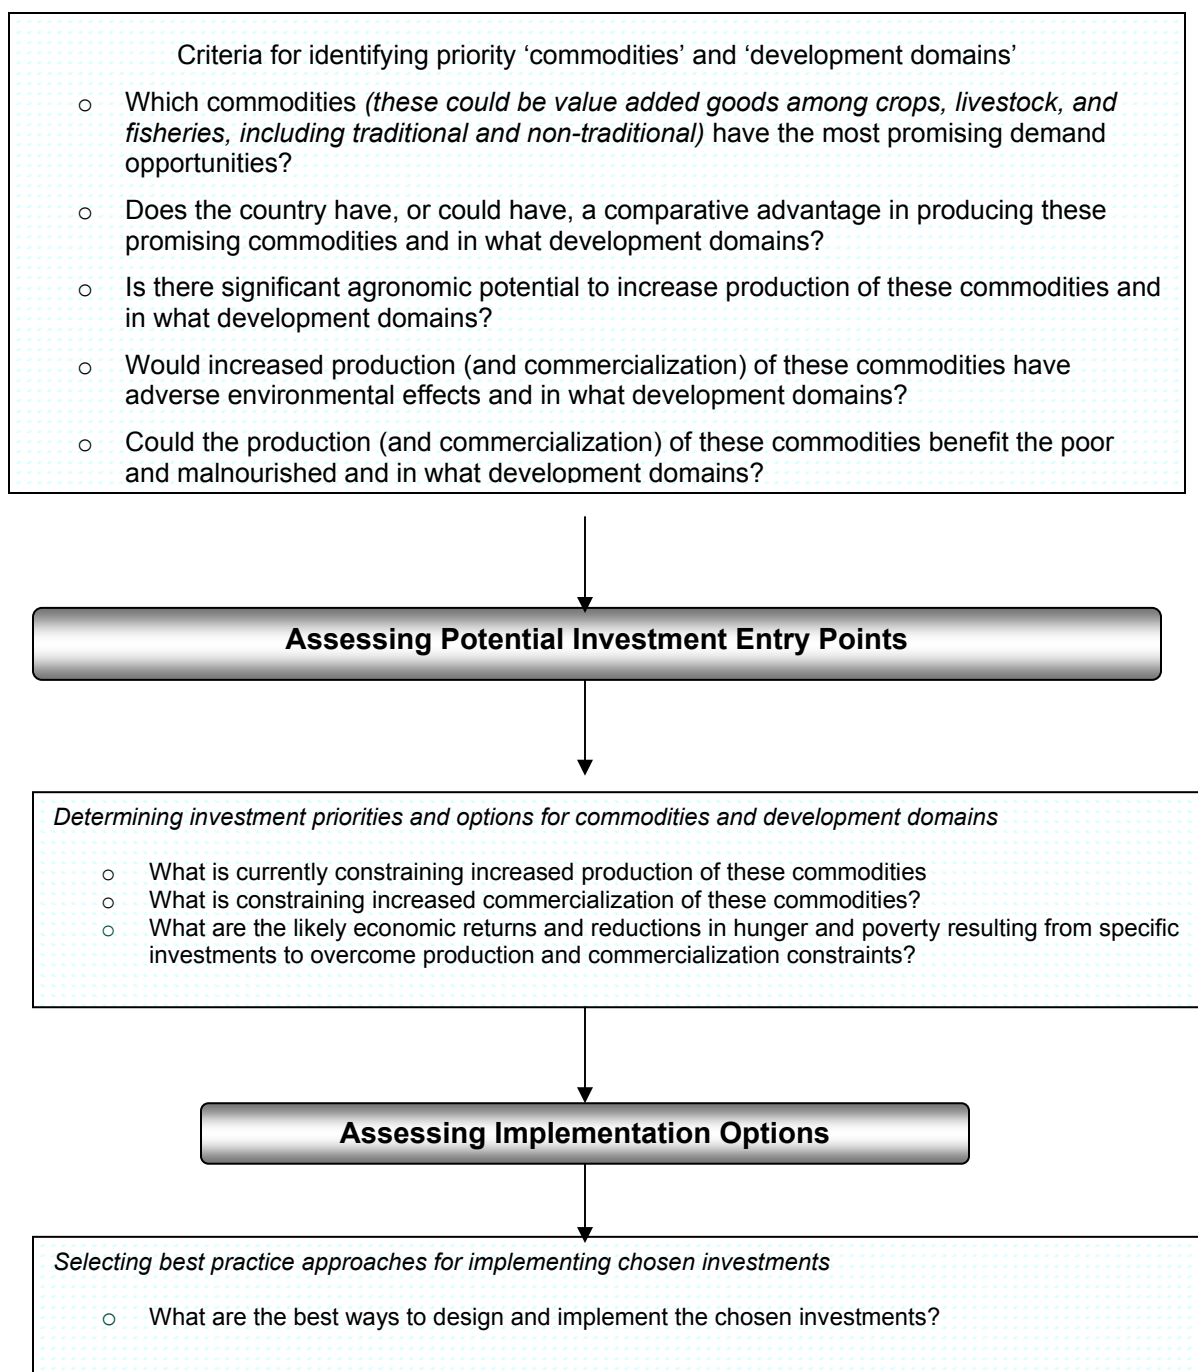 Criteria for identifying priority ‘commodities’ and ‘development domains’
o Which commodities (these could be value added goods among crops, livestock, and
fisheries, including traditional and non-traditional) have the most promising demand
opportunities?
o Does the country have, or could have, a comparative advantage in producing these
promising commodities and in what development domains?
o Is there significant agronomic potential to increase production of these commodities and
in what development domains?
o Would increased production (and commercialization) of these commodities have
adverse environmental effects and in what development domains?
o Could the production (and commercialization) of these commodities benefit the poor
and malnourished and in what development domains?
Assessing Potential Investment Entry Points
Determining investment priorities and options for commodities and development domains
o What is currently constraining increased production of these commodities
o What is constraining increased commercialization of these commodities?
o What are the likely economic returns and reductions in hunger and poverty resulting from specific
investments to overcome production and commercialization constraints?
Assessing Implementation Options
Selecting best practice approaches for implementing chosen investments
o What are the best ways to design and implement the chosen investments?